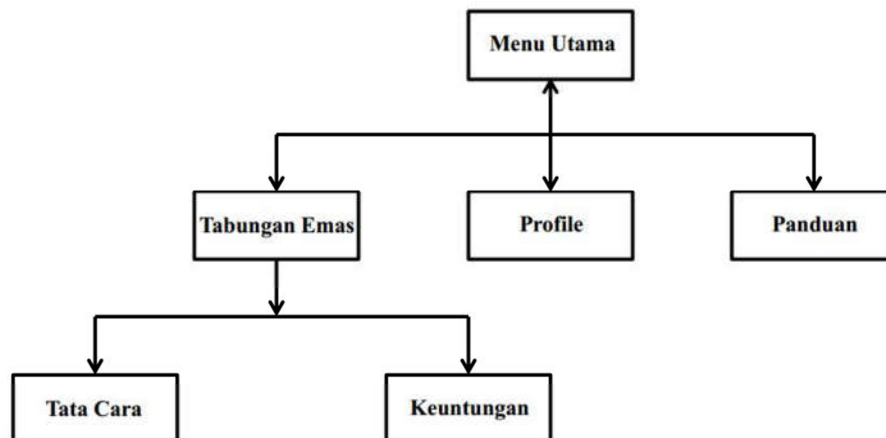 Menu Utama
Tabungan Emas
Profile
Panduan
Tata Cara
Keuntungan